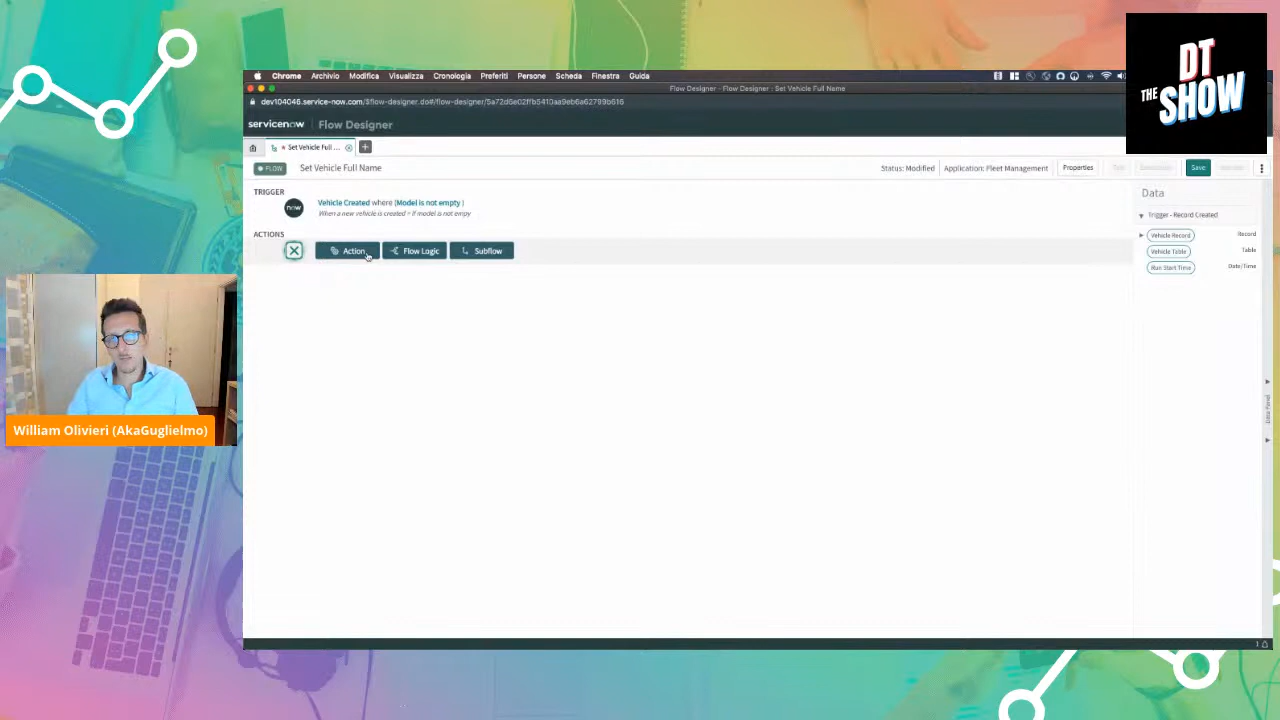 DT
THE SHOW
Chrome Archivio Modifica Visualizza Cronologia Preferiti Persone Scheda Finestra Guida
Flow Designer - Flow Designer : Set Vehicle Full Name
servicenow Flow Designer
Set Vehicle Full ...
FLOW Set Vehicle Full Name
Status: Modified Application: Fleet Management Properties Save
TRIGGER
now
Vehicle Created where (Model is not empty )
When a new vehicle is created + if model is not empy
ACTIONS
Action Flow Logic Subflow
Data
Trigger - Record Created
Vehicle Record Record
Vehicle Table Table
Run Start Time Date/Time
Data Panel
William Olivieri (AkaGuglielmo)